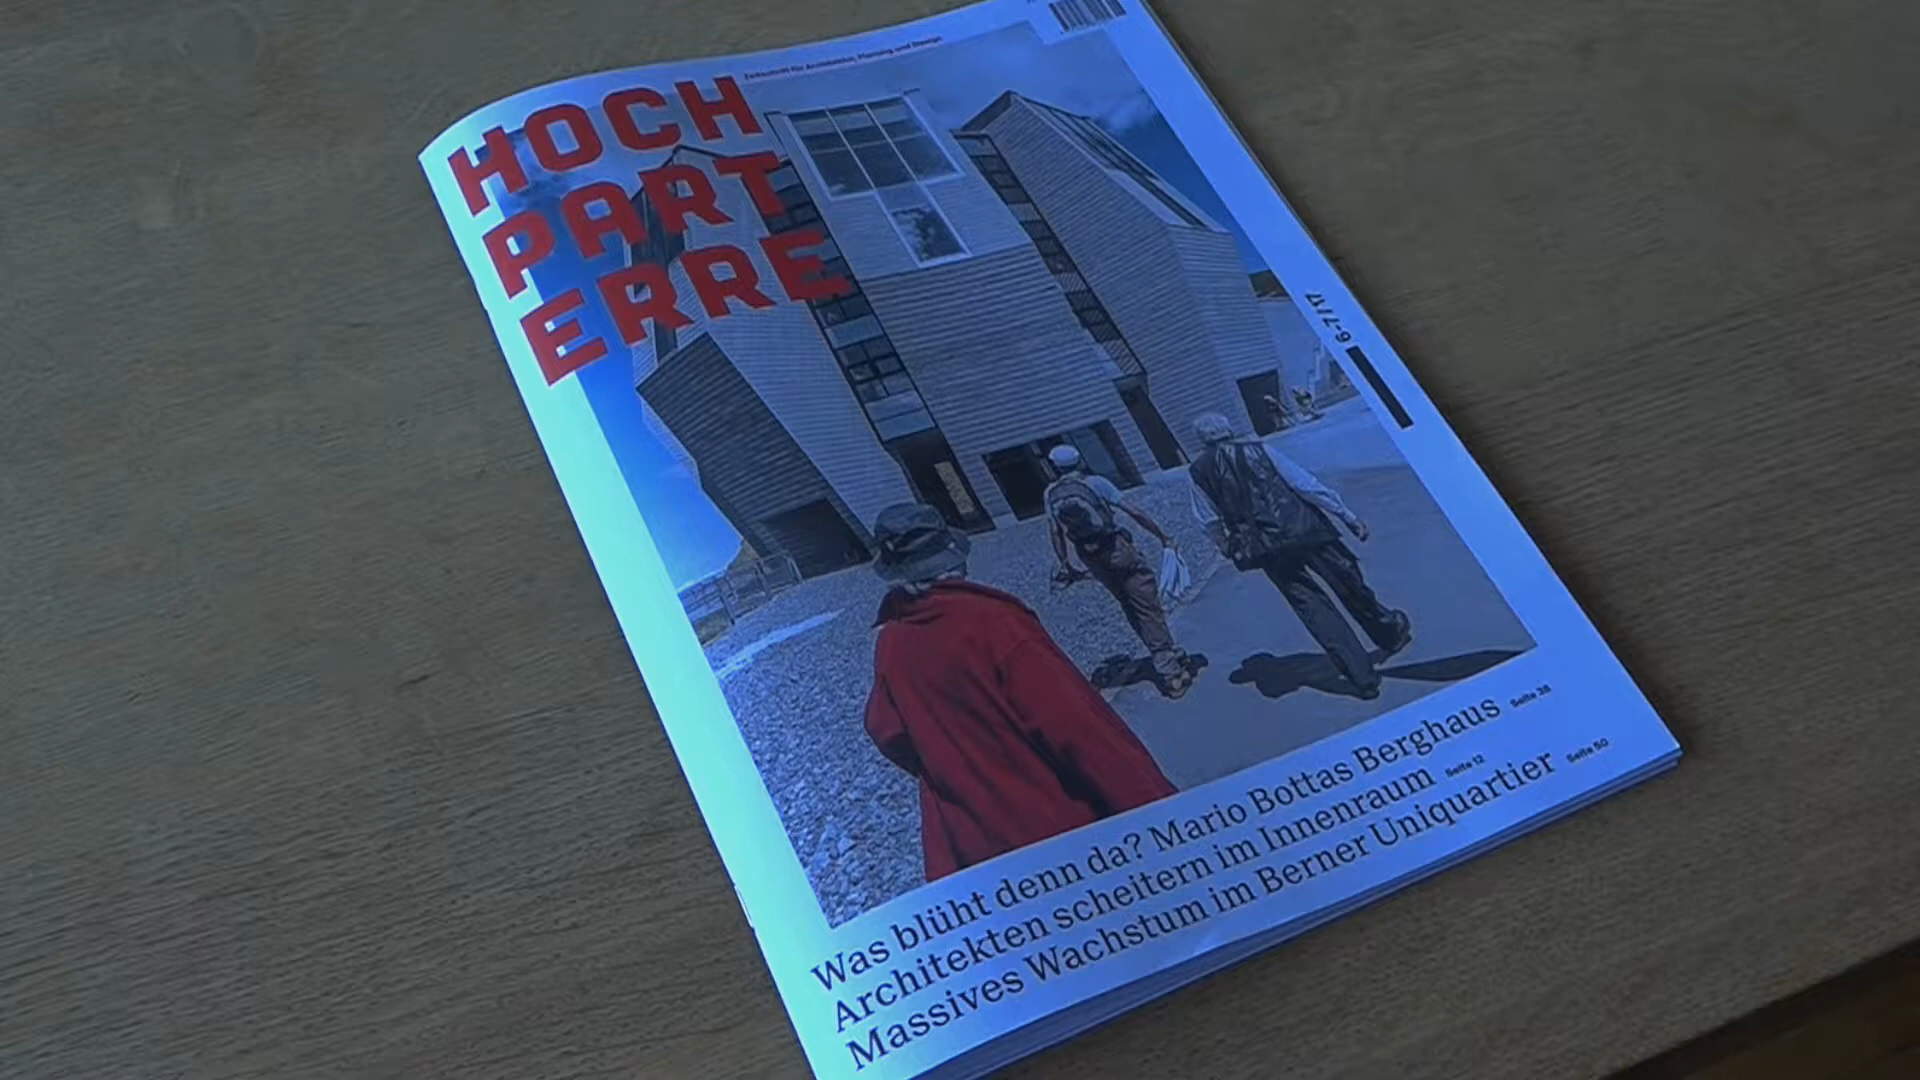 Zeitschrift für Architektur, Planung und Design
HOCH
PART
ERRE
6-7/17
Was blüht denn da? Mario Bottas Berghaus Seite 28
Architekten scheitern im Innenraum Seite 12
Massives Wachstum im Berner Uniquartier Seite 50